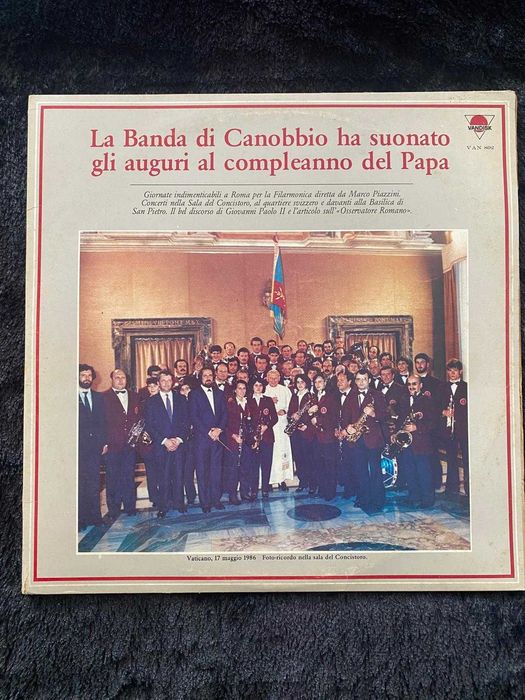 La Banda di Canobbio ha suonato
gli auguri al compleanno del Papa
VANDISK
Giornate indimenticabili a Roma per la Filarmonica diretta da Marco Piazzini.
Concerti nella Sala del Concistoro, al quartiere svizzero e davanti alla Basilica di
San Pietro. Il bel discorso di Giovanni Paolo II e l'articolo sull'«Osservatore Romano».
Vaticano, 17 maggio 1986 Foto-ricordo nella sala del Concistoro.